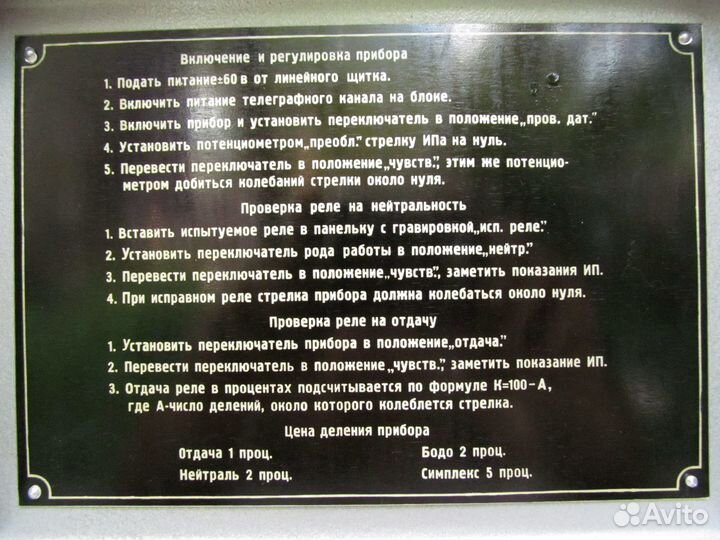 Включение и регулировка прибора
1. Подать питание±60 в от линейного щитка.
2. Включить питание телеграфного канала на блоке.
3. Включить прибор и установить переключатель в положение „пров. дат."
4. Установить потенциометром„преобл." стрелку ИПа на нуль.
5. Перевести переключатель в положение„чувств.", этим же потенцио-
метром добиться колебаний стрелки около нуля.
Проверка реле на нейтральность
1. Вставить испытуемое реле в панельку с гравировкой„исп. реле."
2. Установить переключатель рода работы в положение„нейтр."
3. Перевести переключатель в положение„чувств.", заметить показания ИП.
4. При исправном реле стрелка прибора должна колебаться около нуля.
Проверка реле на отдачу
1. Установить переключатель прибора в положение„отдача."
2. Перевести переключатель в положение „чувств.", заметить показание ИП.
3. Отдача реле в процентах подсчитывается по формуле К=100-А,
где А-число делений, около которого колеблется стрелка.
Цена деления прибора
Отдача 1 проц. Бодо 2 проц.
Нейтраль 2 проц. Симплекс 5 проц.
Avito